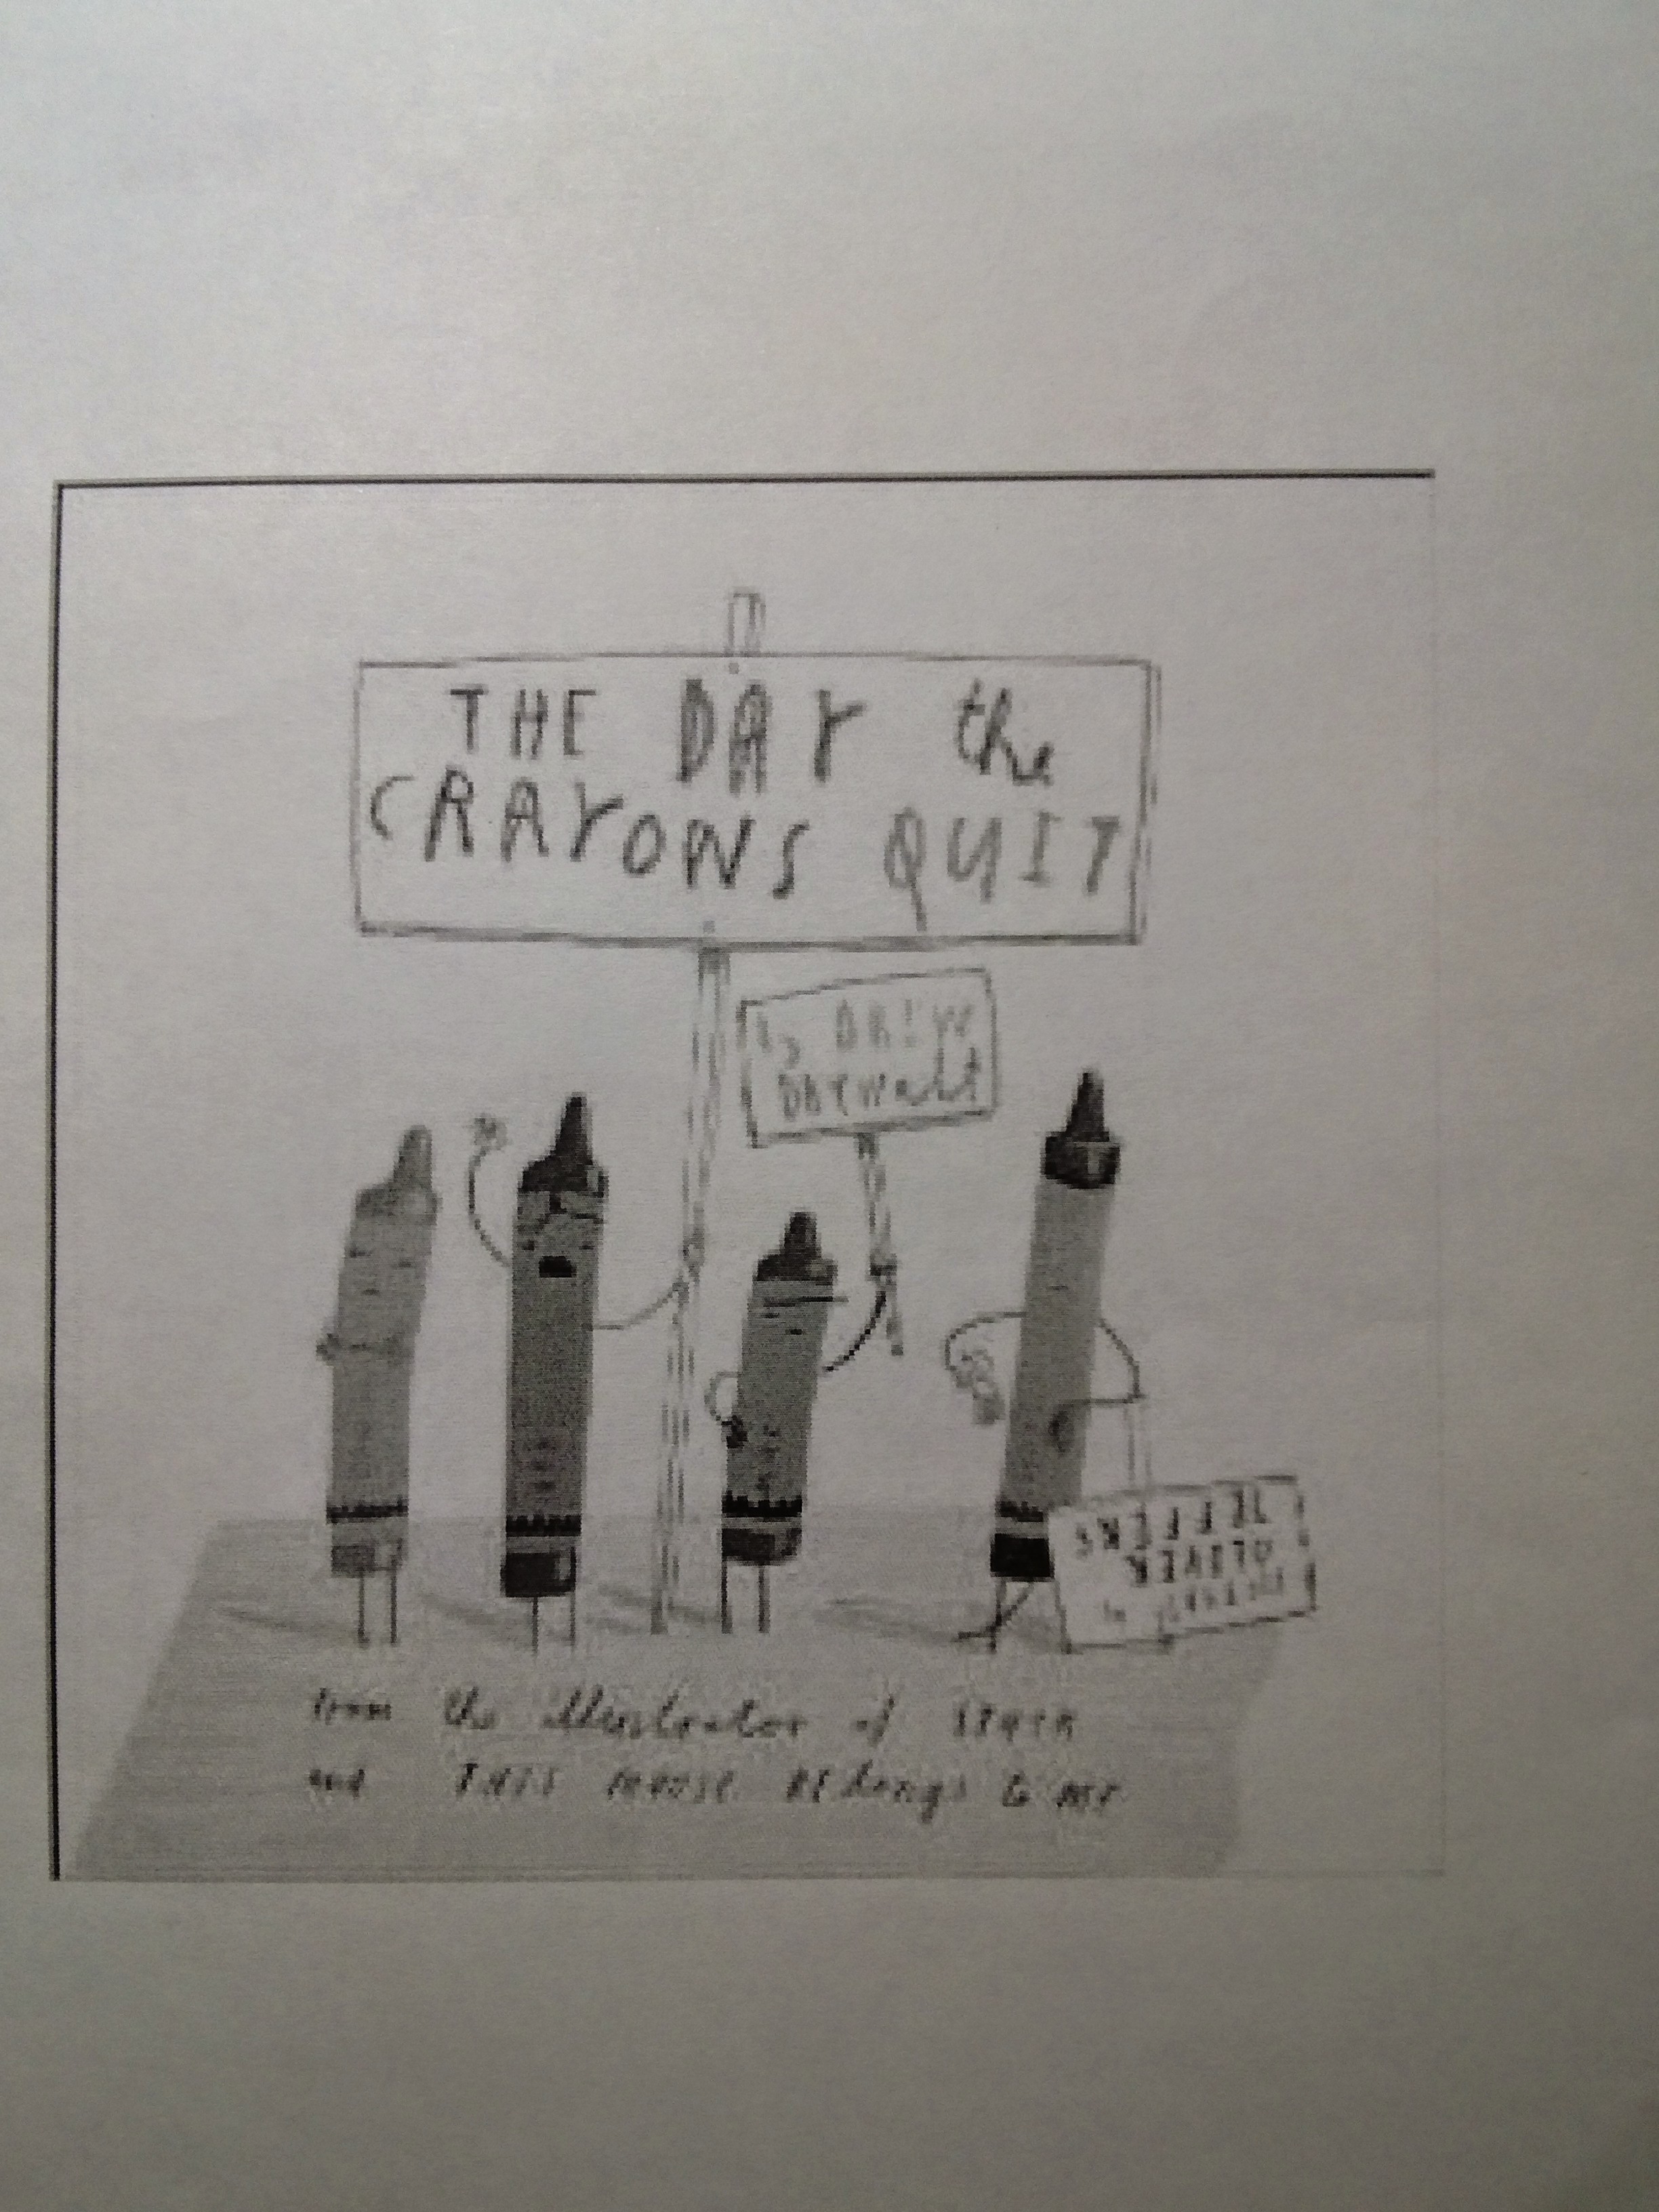 THE DAY the
CRAYONS QUIT
by DREW
DAYWALT
JEFFERS
OLIVER
by PICTURES
from the illustrator of STUCK
and THIS MOOSE BELONGS to ME